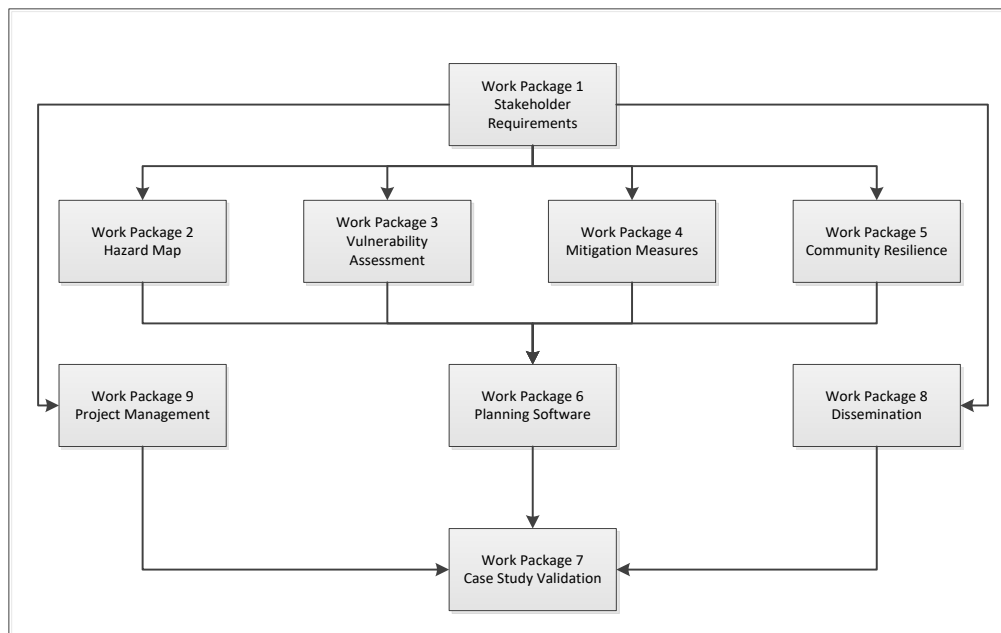 Work Package 1
Stakeholder
Requirements
Work Package 2
Hazard Map
Work Package 3
Vulnerability
Assessment
Work Package 4
Mitigation Measures
Work Package 5
Community Resilience
Work Package 9
Project Management
Work Package 6
Planning Software
Work Package 8
Dissemination
Work Package 7
Case Study Validation